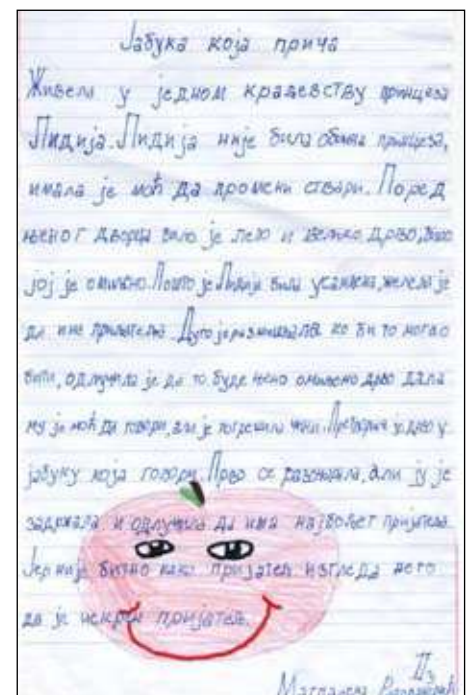 Јабука која прича
Живела у једном краљевству принцеза
Лидија. Лидија није била обична принцеза,
имала је моћ да промени ствари. Поред
њеног дворца било је лепо и велико дрво, било
јој је омиљено. Пошто је Лидија била усамљена, желела је
да има пријатеља. Дуго је размишљала ко би то могао
бити, одлучила је да то буде њено омиљено дрво дала
му је моћ да говори, али је погрешила чини. Претворила је дрво у
јабуку која говори. Прво се разочарала, али ју је
задржала и одлучила да има најбољег пријатеља.
Јер није битно како пријатељ изгледа него
да је искрен пријатељ.
II3